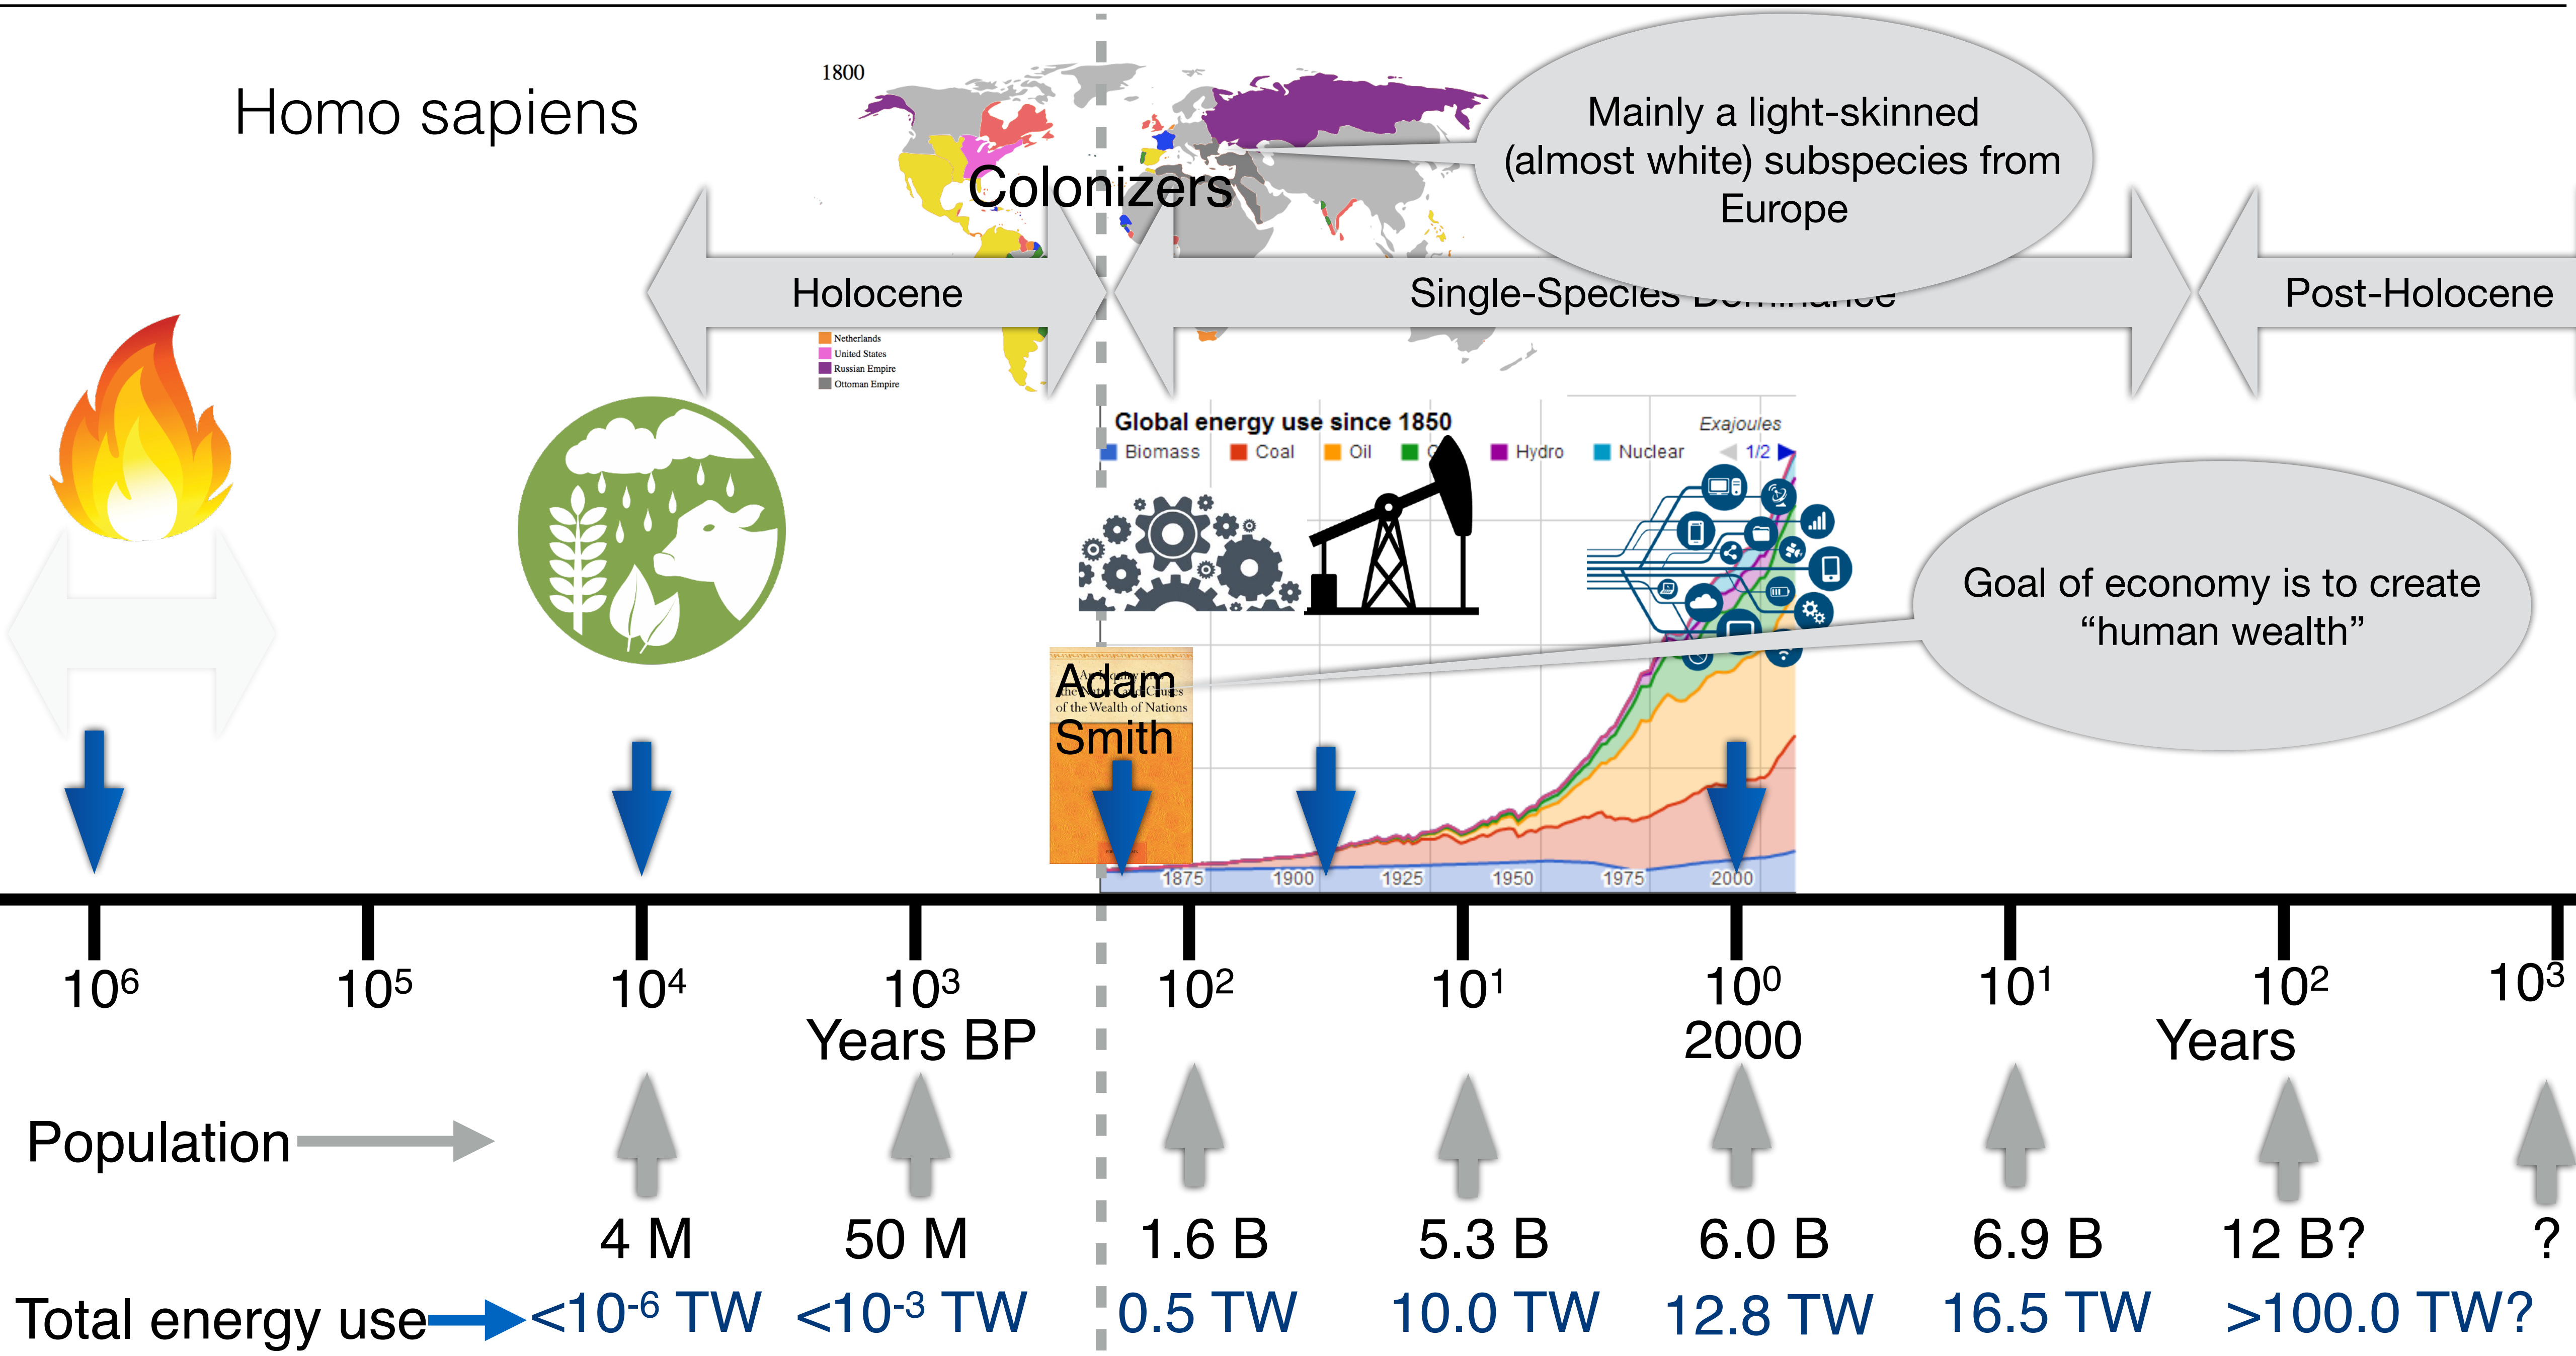 1800
Homo sapiens
Colonizers
Mainly a light-skinned
(almost white) subspecies from
Europe
Holocene
Single-Species
Post-Holocene
Netherlands
United States
Russian Empire
Ottoman Empire
Global energy use since 1850
Exajoules
Biomass Coal Oil Hydro Nuclear 1/2
Goal of economy is to create
“human wealth”
Adam
Smith
the Nature and Causes
of the Wealth of Nations
1875 1900 1925 1950 1975 2000
10⁶ 10⁵ 10⁴ 10³ 10² 10¹ 10⁰ 10¹ 10² 10³
Years BP 2000 Years
Population
4 M 50 M 1.6 B 5.3 B 6.0 B 6.9 B 12 B? ?
Total energy use <10⁻⁶ TW <10⁻³ TW 0.5 TW 10.0 TW 12.8 TW 16.5 TW >100.0 TW?